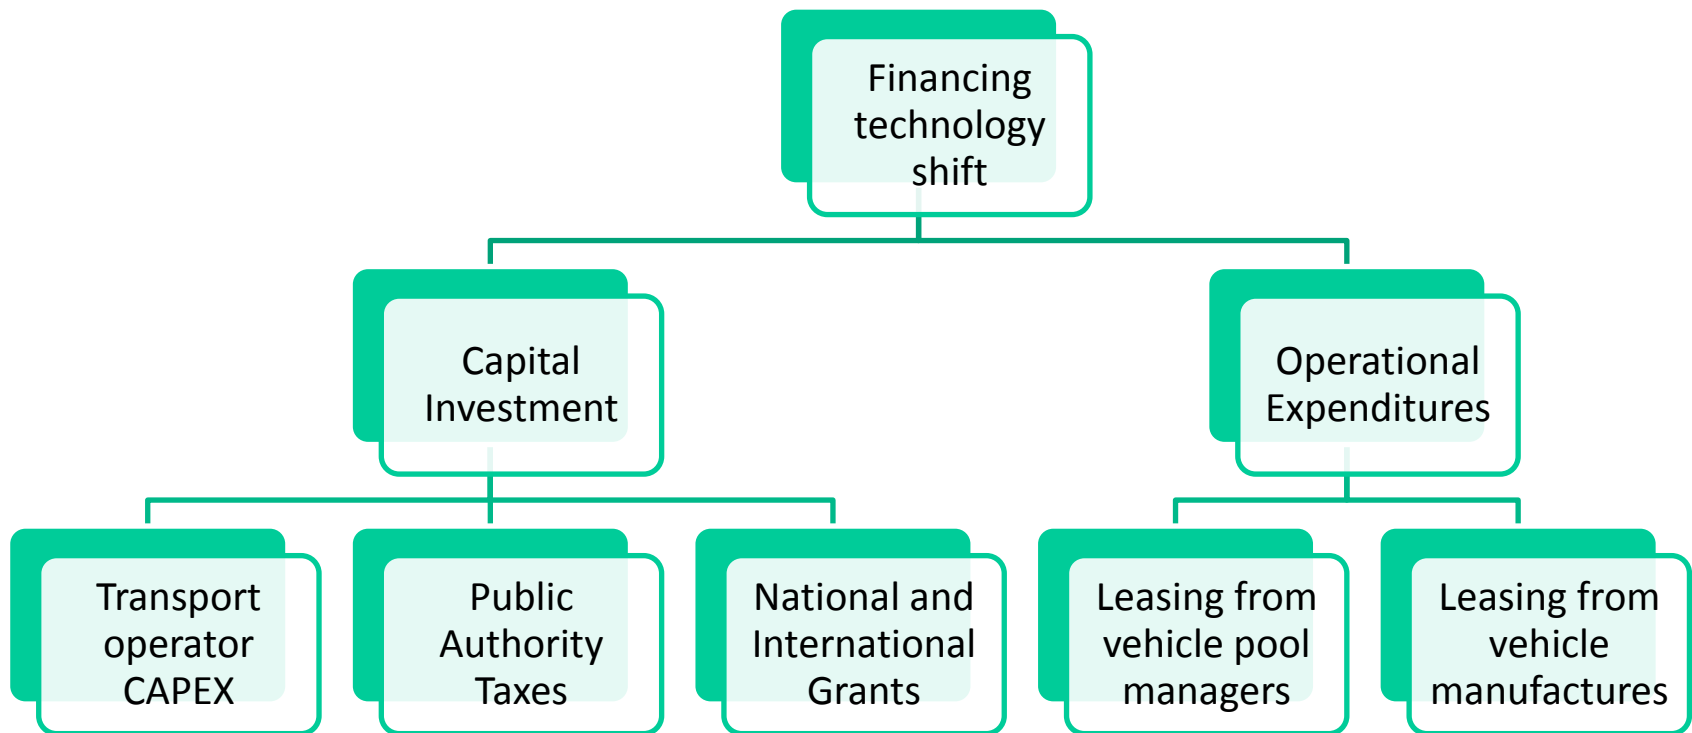 Financing
technology
shift
Capital
Investment
Operational
Expenditures
Transport
operator
CAPEX
Public
Authority
Taxes
National and
International
Grants
Leasing from
vehicle pool
managers
Leasing from
vehicle
manufactures